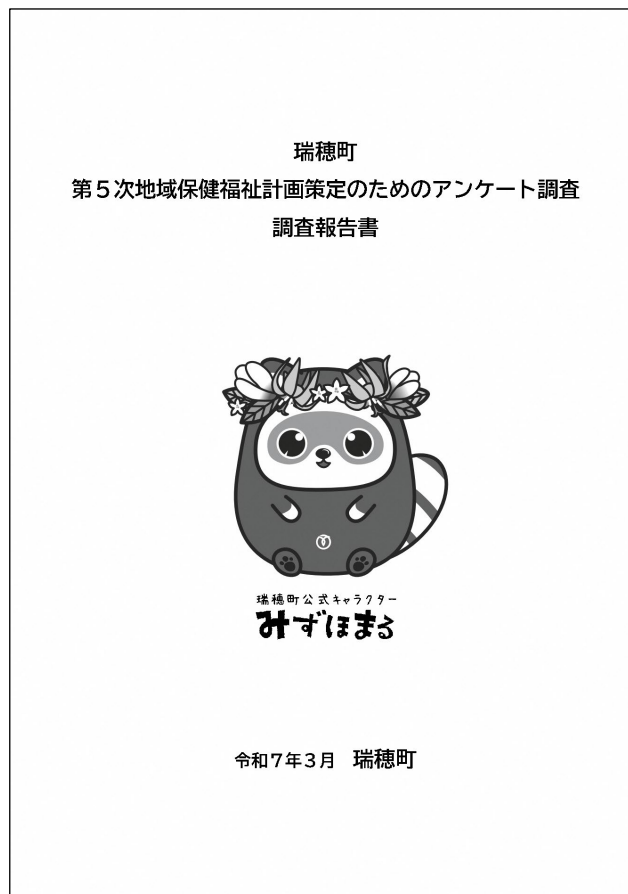 瑞穂町
第５次地域保健福祉計画策定のためのアンケート調査
調査報告書
瑞穂町公式キャラクター
みずほまる
令和７年３月　瑞穂町